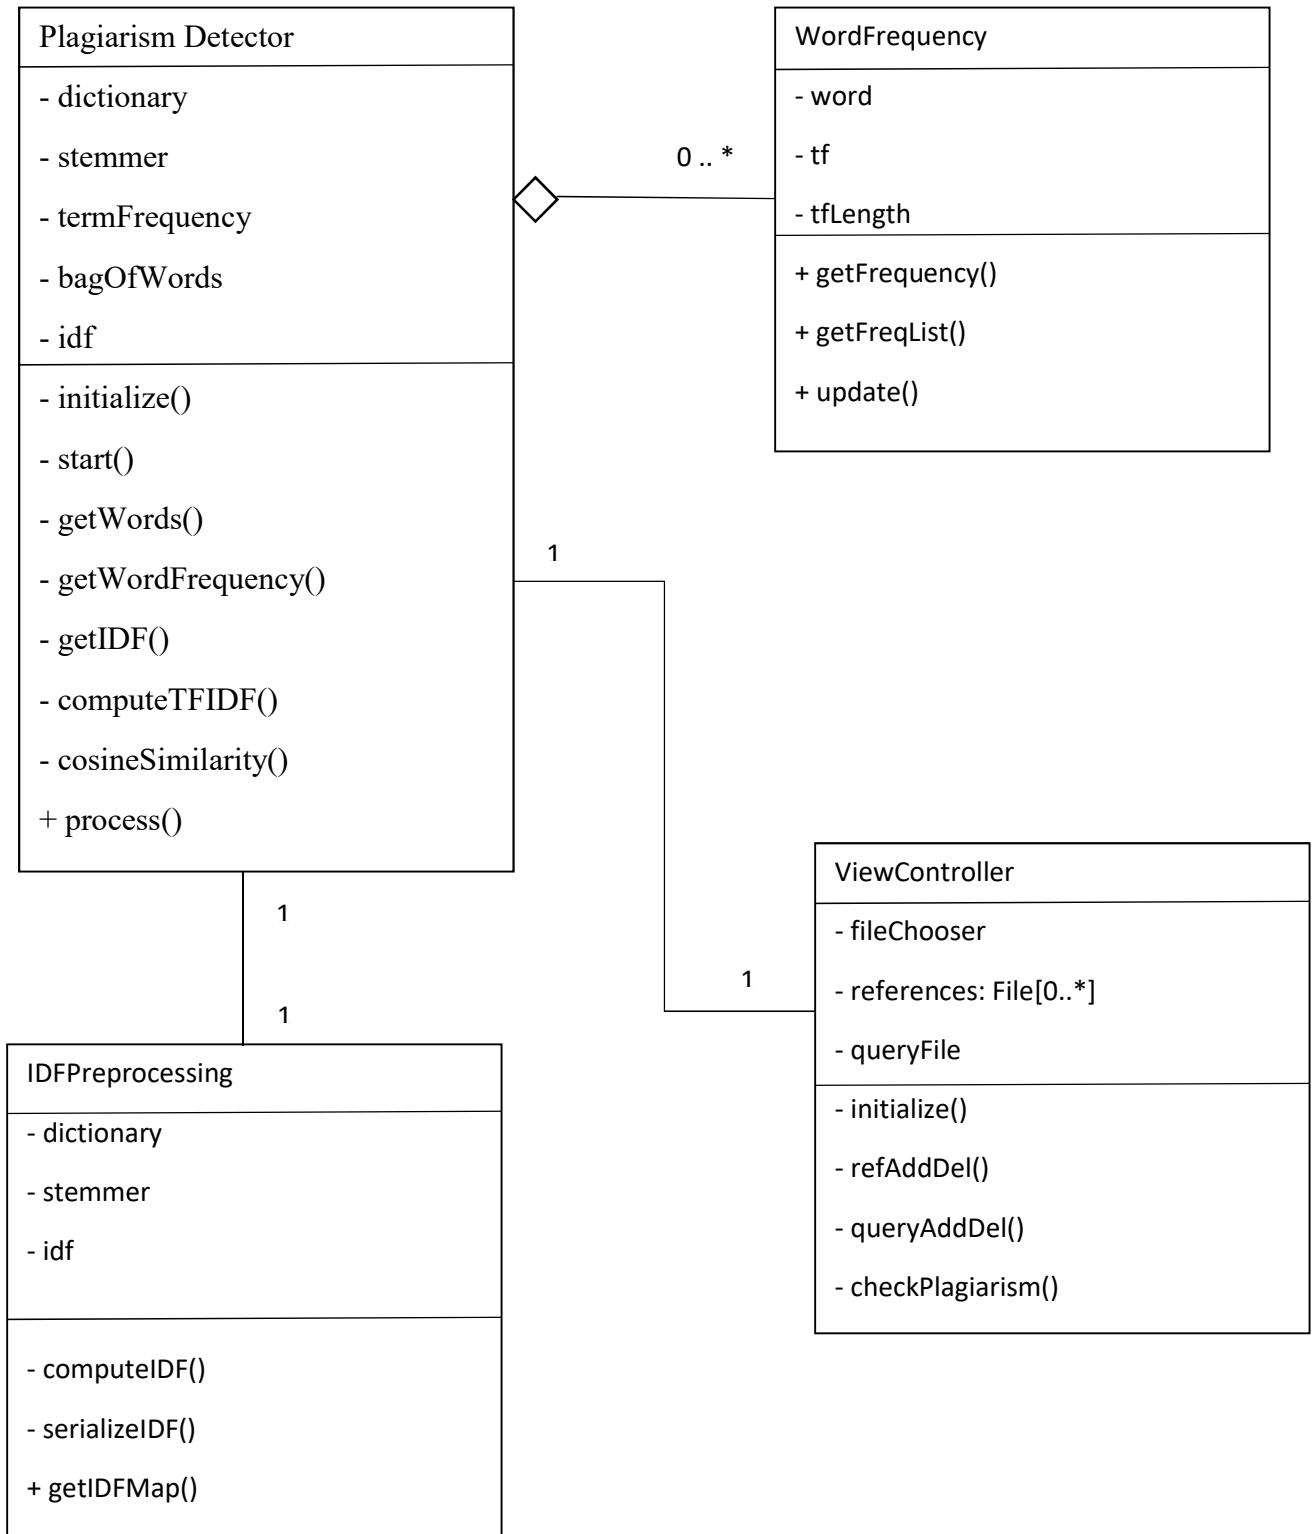 Plagiarism Detector
- dictionary
- stemmer
- termFrequency
- bagOfWords
- idf
- initialize()
- start()
- getWords()
- getWordFrequency()
- getIDF()
- computeTFIDF()
- cosineSimilarity()
+ process()
0 .. *
WordFrequency
- word
- tf
- tfLength
+ getFrequency()
+ getFreqList()
+ update()
1
1
ViewController
- fileChooser
- references: File[0..*]
- queryFile
- initialize()
- refAddDel()
- queryAddDel()
- checkPlagiarism()
1
1
IDFPreprocessing
- dictionary
- stemmer
- idf
- computeIDF()
- serializeIDF()
+ getIDFMap()